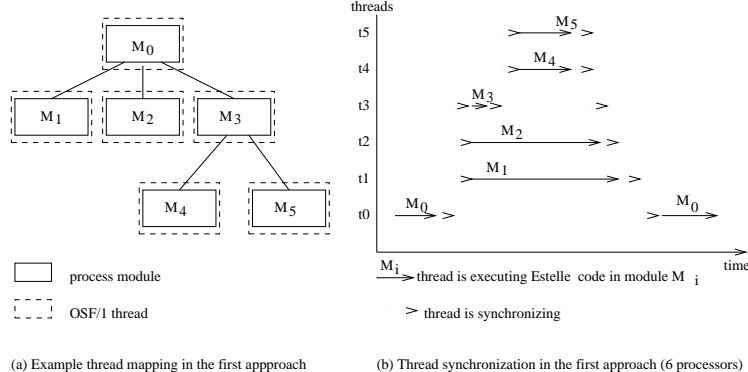 M0
M1
M2
M3
M4
M5
process module
OSF/1 thread
(a) Example thread mapping in the first appproach
threads
t5
M5
t4
M4
t3
M3
t2
M2
t1
M1
t0
M0
M0
time
Mi
thread is executing Estelle code in module M i
thread is synchronizing
(b) Thread synchronization in the first approach (6 processors)